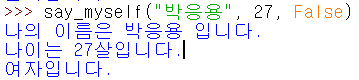 >>> say_myself("박응용", 27, False)
나의 이름은 박응용 입니다.
나이는 27살입니다.
여자입니다.